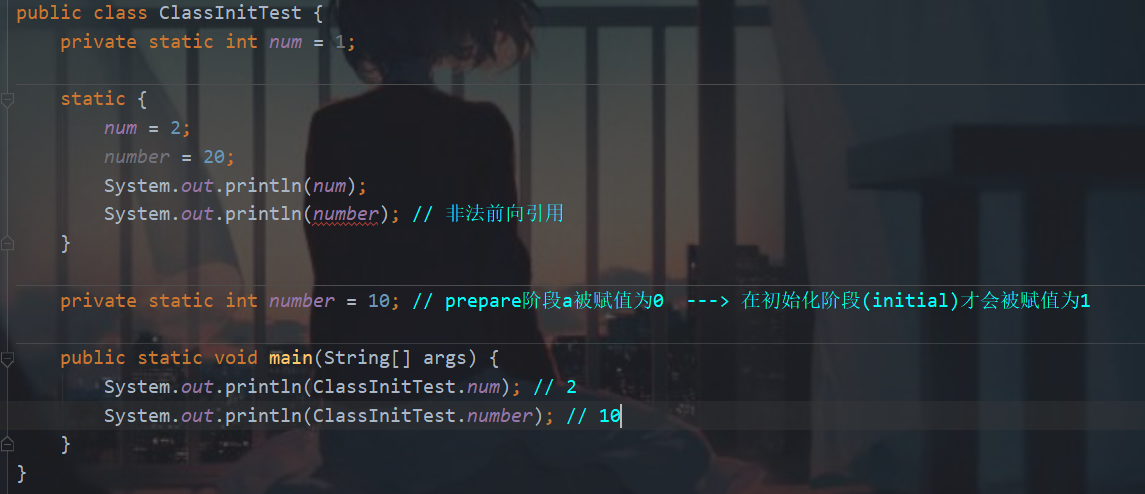 public class ClassInitTest {
    private static int num = 1;
    static {
        num = 2;
        number = 20;
        System.out.println(num);
        System.out.println(number); // 非法前向引用
    }
    private static int number = 10; // prepare阶段a被赋值为0  ---> 在初始化阶段(initial)才会被赋值为1
    public static void main(String[] args) {
        System.out.println(ClassInitTest.num); // 2
        System.out.println(ClassInitTest.number); // 10
    }
}